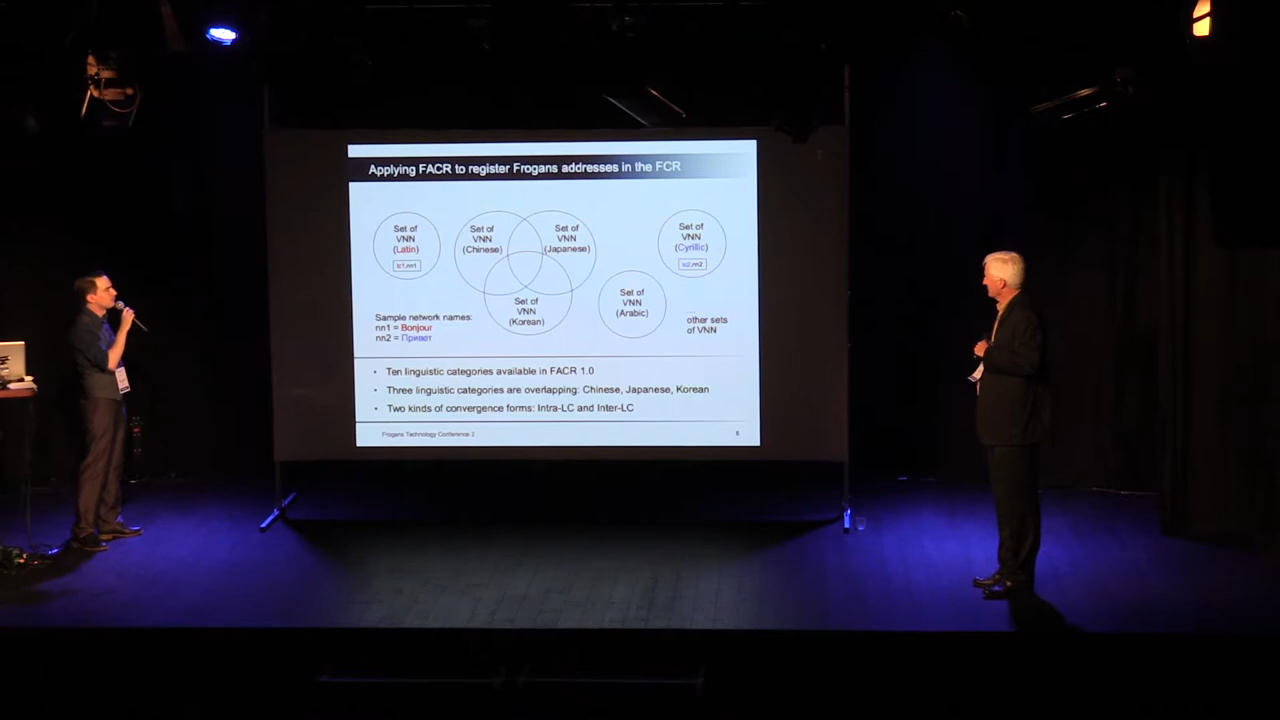 Applying FACR to register Frogans addresses in the FCR
Set of
VNN
(Latin)
lc1,nn1
Set of
VNN
(Chinese)
Set of
VNN
(Japanese)
Set of
VNN
(Korean)
Set of
VNN
(Arabic)
Set of
VNN
(Cyrillic)
lc2,nn2
...
other sets
of VNN
Sample network names:
nn1 = Bonjour
nn2 = Привет
• Ten linguistic categories available in FACR 1.0
• Three linguistic categories are overlapping: Chinese, Japanese, Korean
• Two kinds of convergence forms: Intra-LC and Inter-LC
Frogans Technology Conference 2